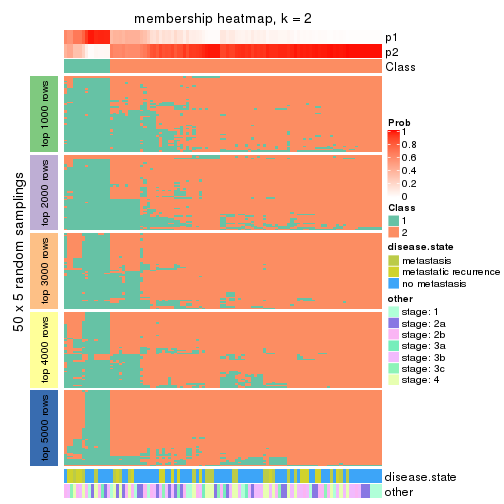 membership heatmap, k = 2
p1
p2
Class
50 x 5 random samplings
top 1000 rows
top 2000 rows
top 3000 rows
top 4000 rows
top 5000 rows
disease.state
other
Prob
1
0.8
0.6
0.4
0.2
0
Class
1
2
disease.state
metastasis
metastatic recurrence
no metastasis
other
stage: 1
stage: 2a
stage: 2b
stage: 3a
stage: 3b
stage: 3c
stage: 4